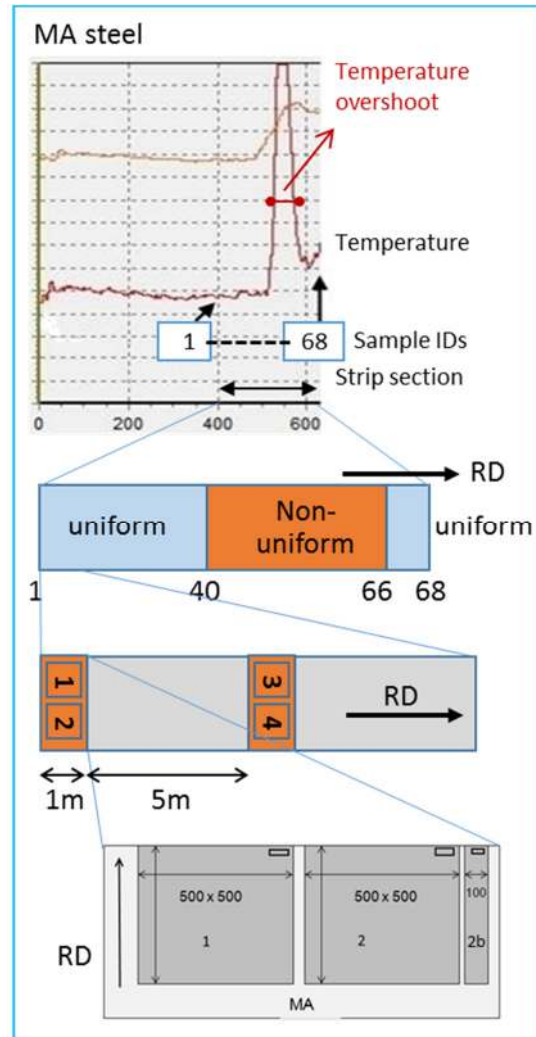 MA steel
Temperature
overshoot
Temperature
1
68
Sample IDs
Strip section
0
200
400
600
RD
uniform
Non-
uniform
uniform
1
40
66
68
1
2
3
4
RD
1m
5m
500 x 500
500 x 500
100
1
2
2b
RD
MA